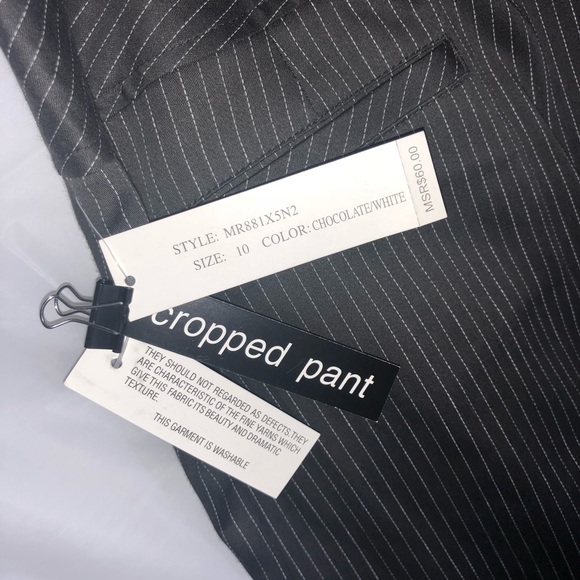 STYLE: MR881X5N2
SIZE: 10 COLOR: CHOCOLATE/WHITE
MSRP$60.00
cropped pant
THEY SHOULD NOT REGARDED AS DEFECTS.THEY
ARE CHARACTERISTIC OF THE FINE YARNS WHICH
GIVE THIS FABRIC ITS BEAUTY AND DRAMATIC
TEXTURE.
THIS GARMENT IS WASHABLE